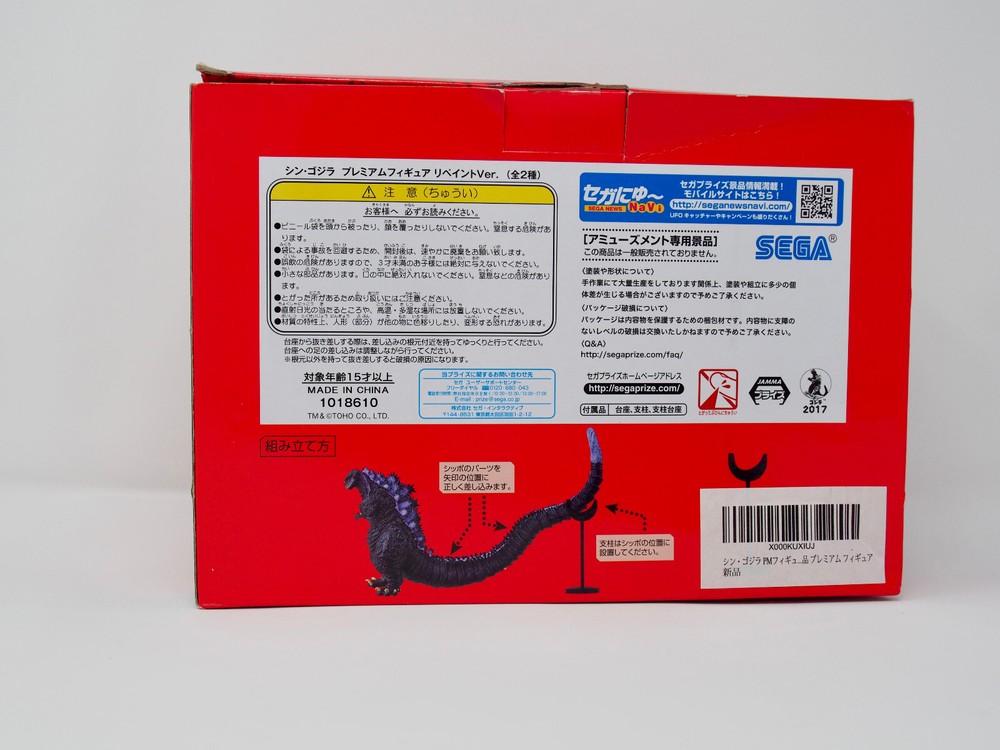 シン・ゴジラ プレミアムフィギュア リペイントVer. (全2種)
⚠ 注意 (ちゅうい)
お客様へ 必ずお読みください。
●ビニール袋を頭から被ったり、顔を覆ったりしないでください。窒息する危険があります。
●袋による事故を回避するため、開封後は、速やかに廃棄をお願い致します。
●誤飲の危険がありますので、3才未満のお子様には絶対に与えないでください。
●小さな部品があります。口の中に絶対入れないでください。窒息などの危険があります。
●とがった所があるため取り扱いにはご注意ください。
●直射日光の当たるところや、高温・多湿な場所には放置しないでください。
●材質の特性上、人形(部分)が他の物に色移りしたり、変形する恐れがあります。
台座から抜き差しする際は、差し込みの根元付近を持ってゆっくりと行ってください。
台座への足の差し込みは調整しながら行ってください。
※根元以外を持って抜き差しすると破損の原因になります。
対象年齢15才以上
MADE IN CHINA
1018610
TM & ©TOHO CO., LTD.
当プライズに関するお問い合わせ先
セガ ユーザーサポートセンター
フリーダイヤル 0120-680-043
E-mail : prize@sega.co.jp
株式会社 セガ・インタラクティブ
〒144-8531 東京都大田区羽田1-2-12
セガにゅ〜
SEGA NEWS NaVi
セガプライズ景品情報満載!
モバイルサイトはこちら!
http://seganewsnavi.com/
UFOキャッチャーやキャンペーンも盛りだくさん!
SEGA®
[アミューズメント専用景品]
この商品は一般販売されておりません。
〈塗装や形状について〉
手作業にて大量生産をしております関係上、塗装や組立に多少の個
体差が生じる場合がございますので予めご了承ください。
〈パッケージ破損について〉
パッケージは内容物を保護するための梱包材です。内容物に支障の
ないレベルの破損は交換いたしかねますので予めご了承ください。
〈Q&A〉
http://segaprize.com/faq/
セガプライズホームページアドレス
http://segaprize.com/
付属品 台座、支柱、支柱台座
とがってぶひんにちゅうい
JAMMA
プライズ
ゴジラ
2017
組み立て方
シッポのパーツを
矢印の位置に
正しく差し込みます。
支柱はシッポの位置に
設置してください。
X000KUXIUJ
シン・ゴジラ PMフィギュ...品 プレミアム フィギュア
新品